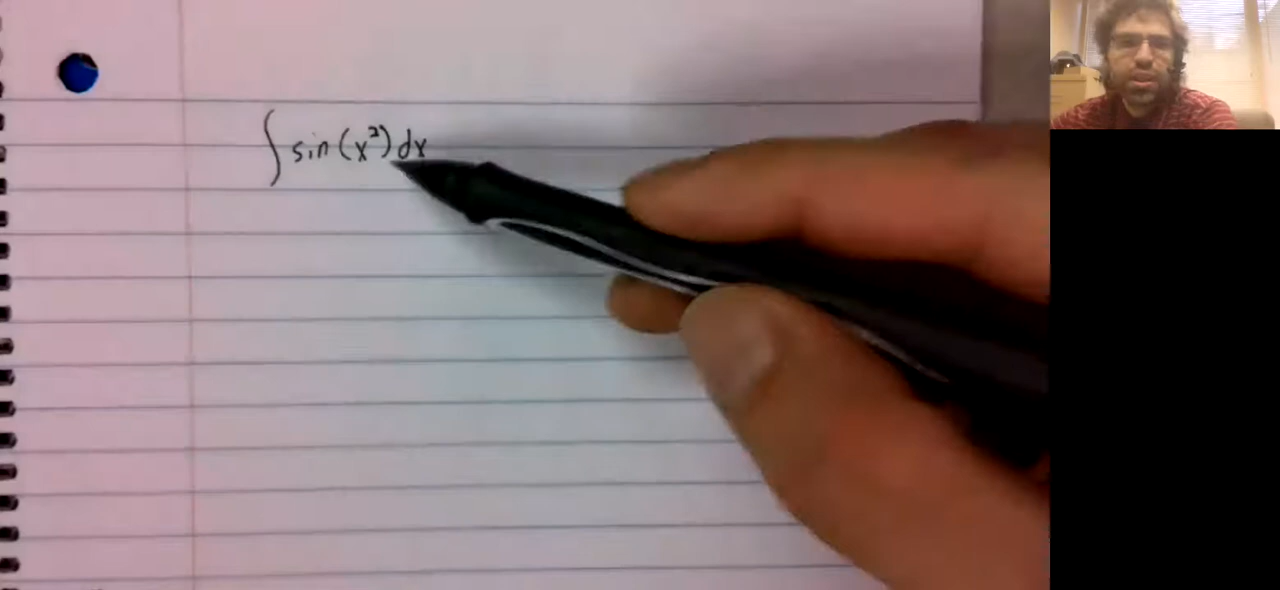 ∫ sin(x²) dx